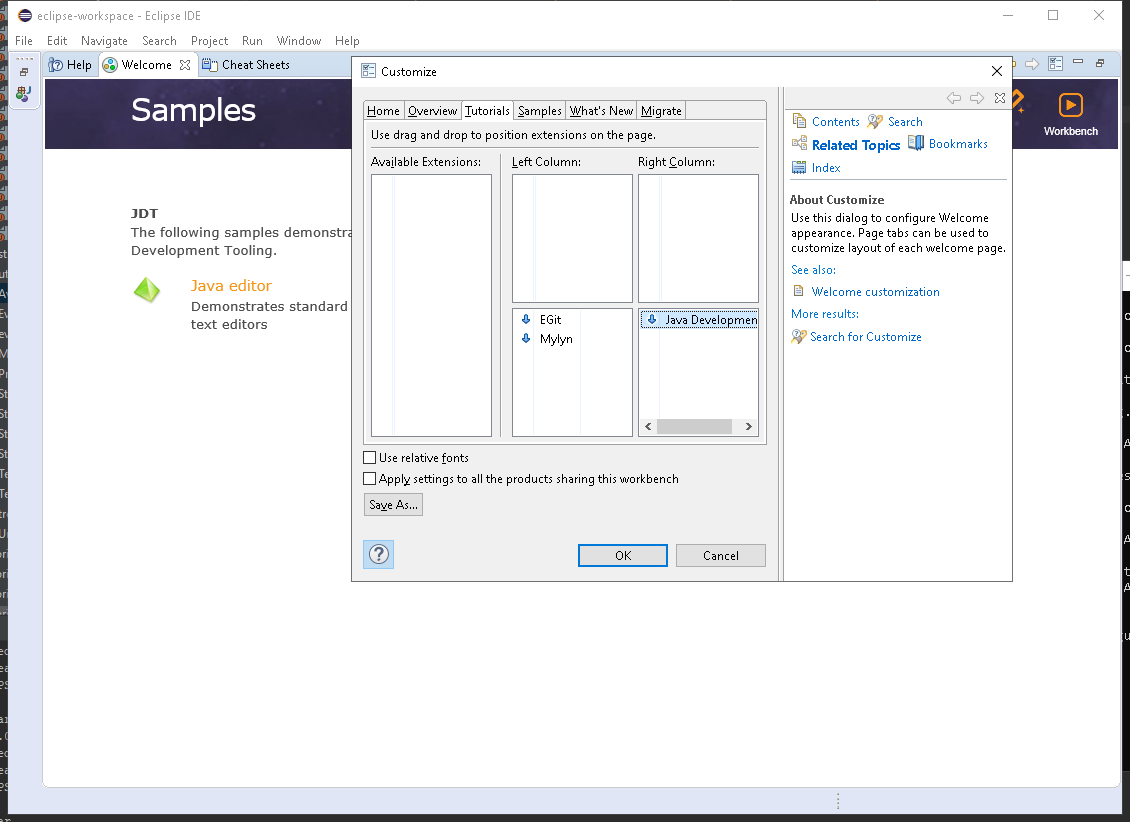 eclipse-workspace - Eclipse IDE
File Edit Navigate Search Project Run Window Help
Help Welcome Cheat Sheets
Samples
Workbench
JDT
The following samples demonstra
Development Tooling.
Java editor
Demonstrates standard
text editors
Customize
Home Overview Tutorials Samples What's New Migrate
Use drag and drop to position extensions on the page.
Available Extensions: Left Column: Right Column:
EGit
Mylyn
Java Developmen
Use relative fonts
Apply settings to all the products sharing this workbench
Save As...
? OK Cancel
Contents Search
Related Topics Bookmarks
Index
About Customize
Use this dialog to configure Welcome
appearance. Page tabs can be used to
customize layout of each welcome page.
See also:
Welcome customization
More results:
Search for Customize